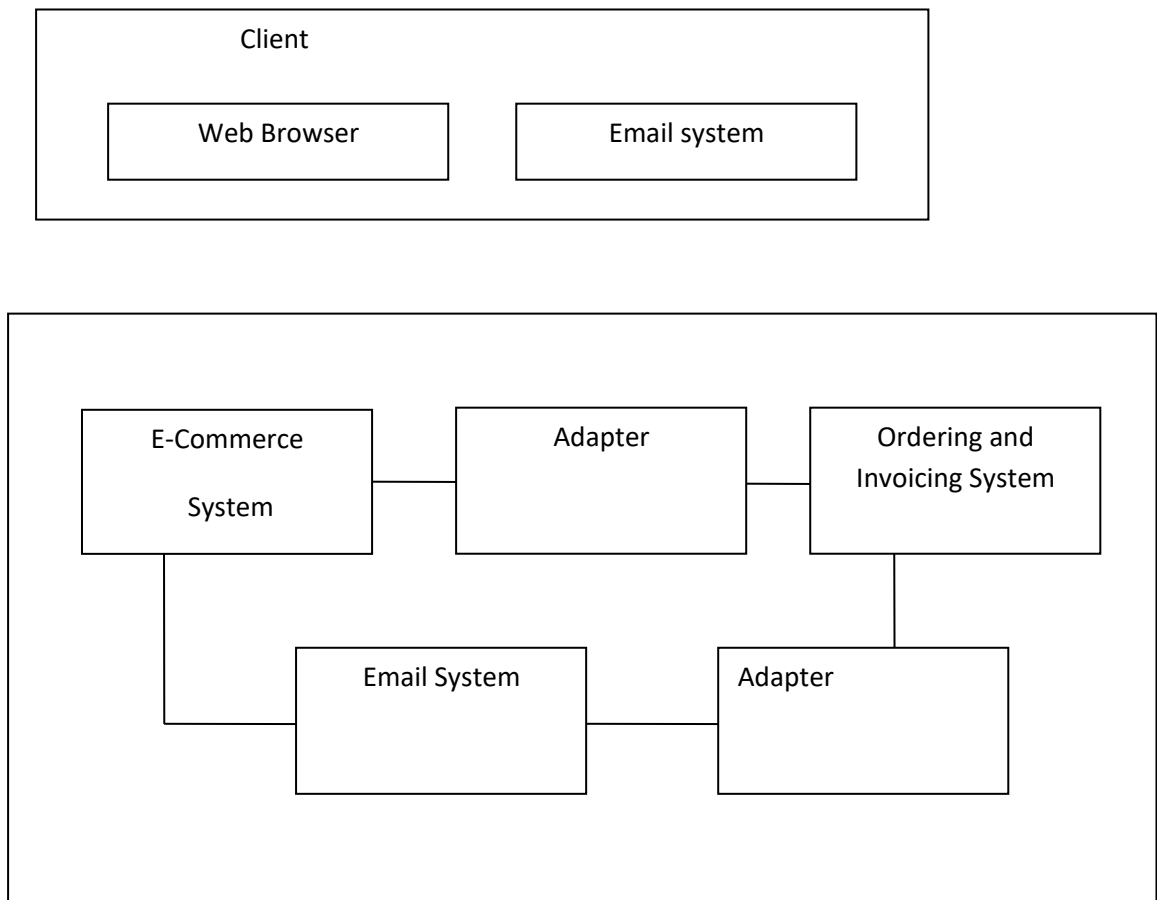 Client
Web Browser
Email system
E-Commerce
System
Adapter
Ordering and
Invoicing System
Email System
Adapter